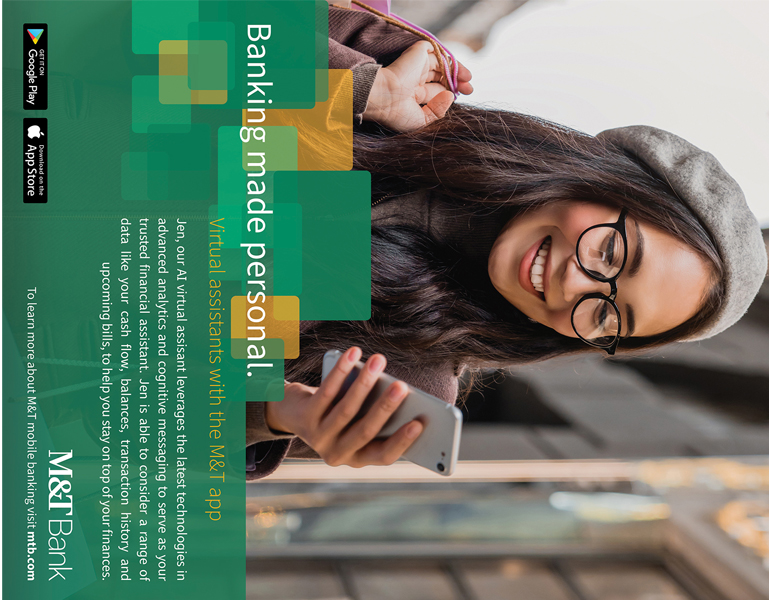 Banking made personal.
Virtual assistants with the M&T app
Jen, our AI virtual assisant leverages the latest technologies in
advanced analytics and cognitive messaging to serve as your
trusted financial assistant. Jen is able to consider a range of
data like your cash flow, balances, transaction history and
upcoming bills, to help you stay on top of your finances.
M&T Bank
GET IT ON
Google Play
Download on the
App Store
To learn more about M&T mobile banking visit mtb.com